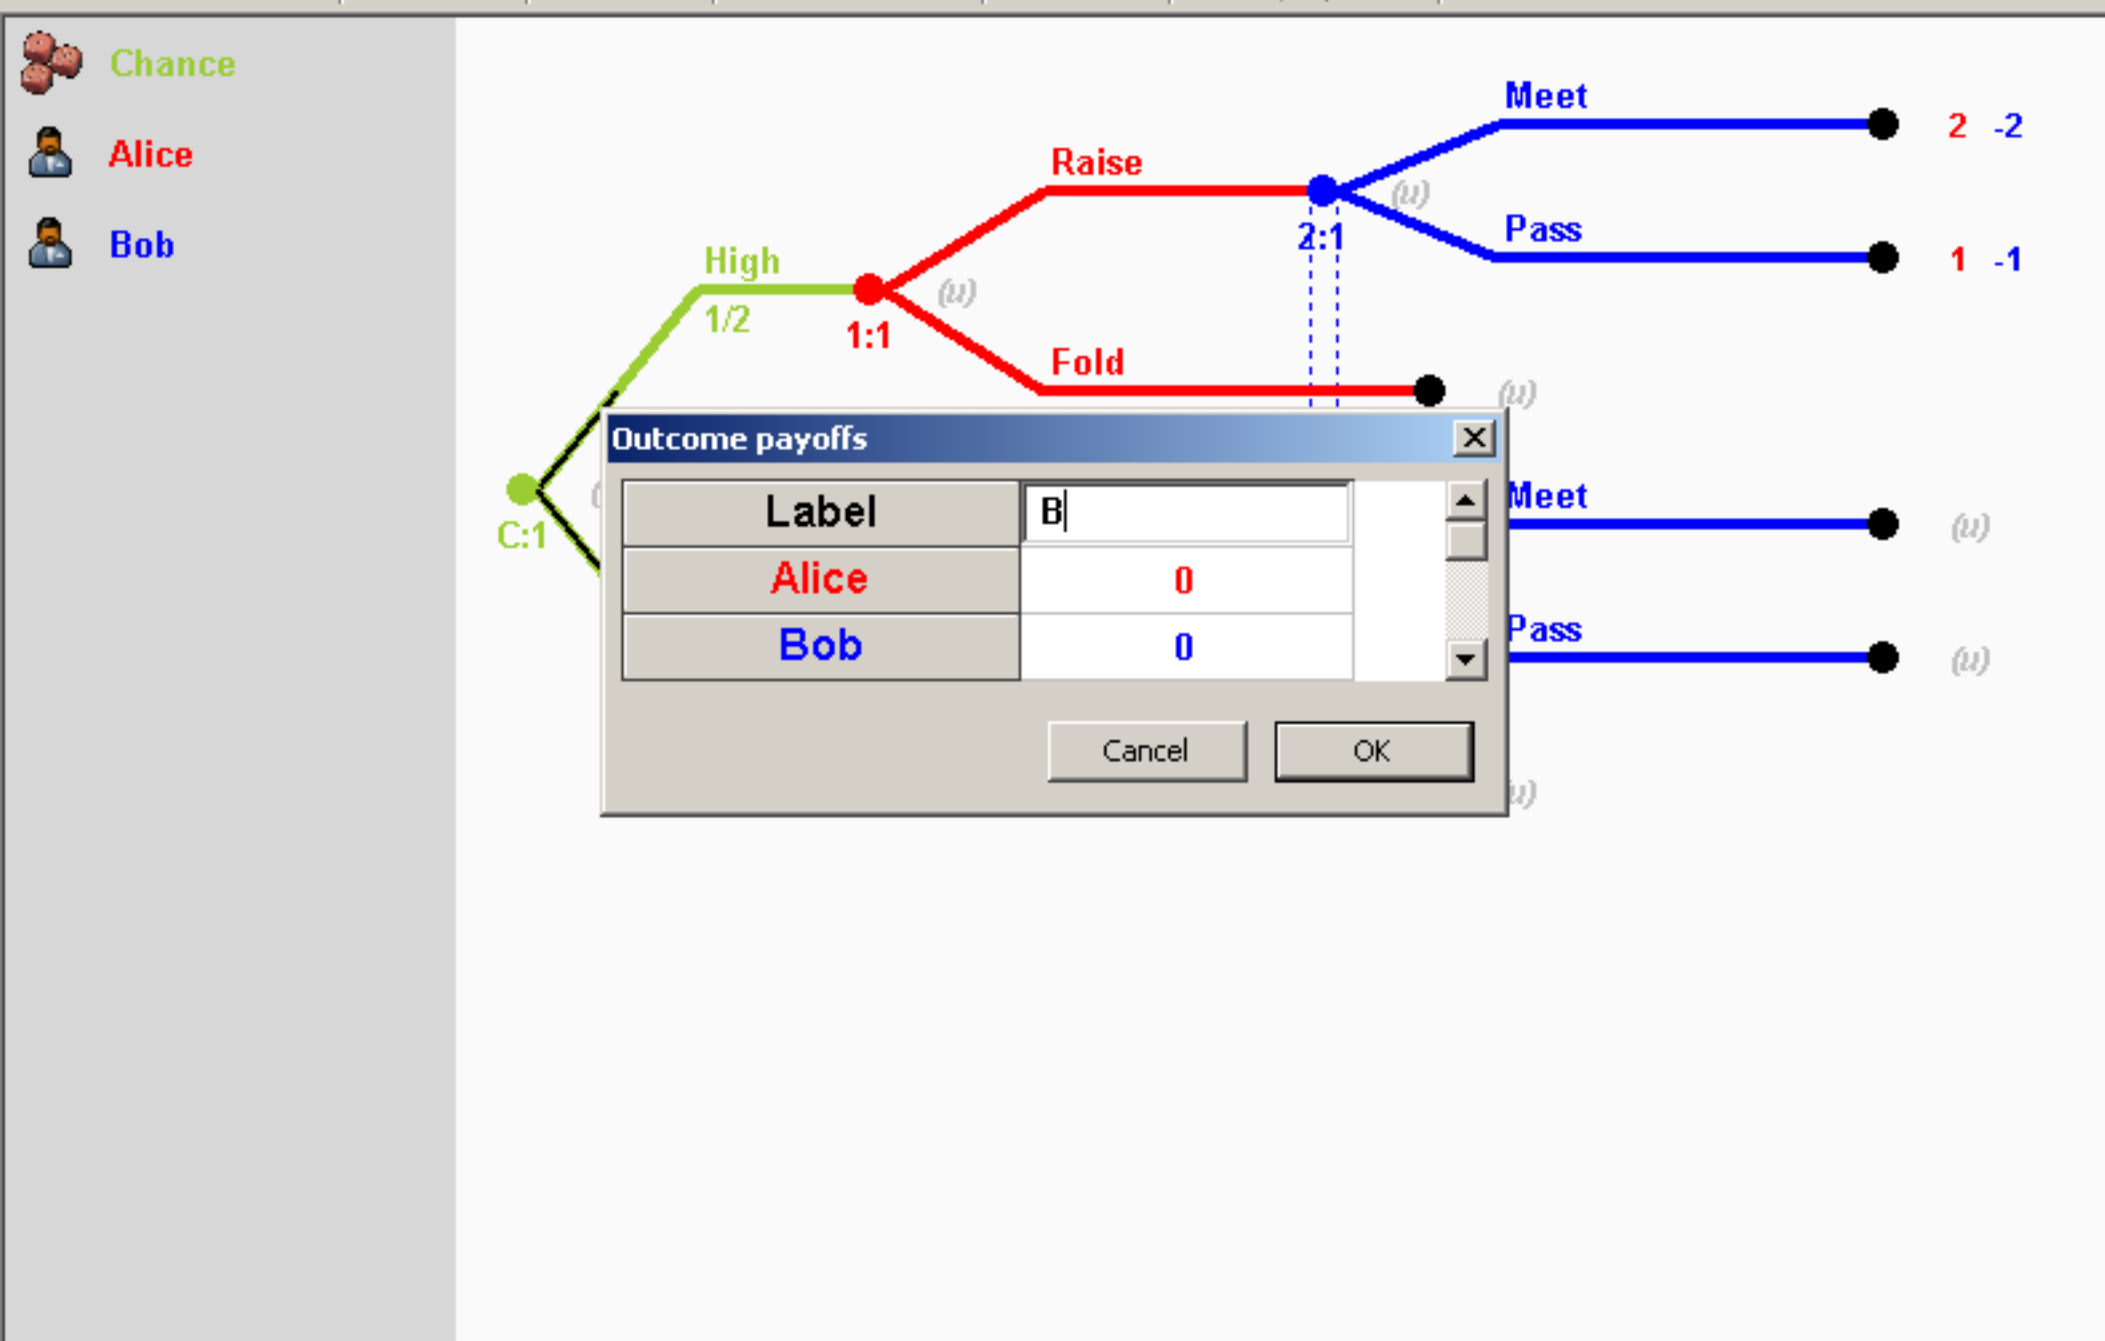 Chance
Alice
Bob
Meet
2 -2
Raise
(u)
2:1
Pass
1 -1
High
1/2
(u)
1:1
Fold
(u)
C:1
Outcome payoffs
Label B
Alice 0
Bob 0
Cancel OK
Meet
(u)
Pass
(u)
u)